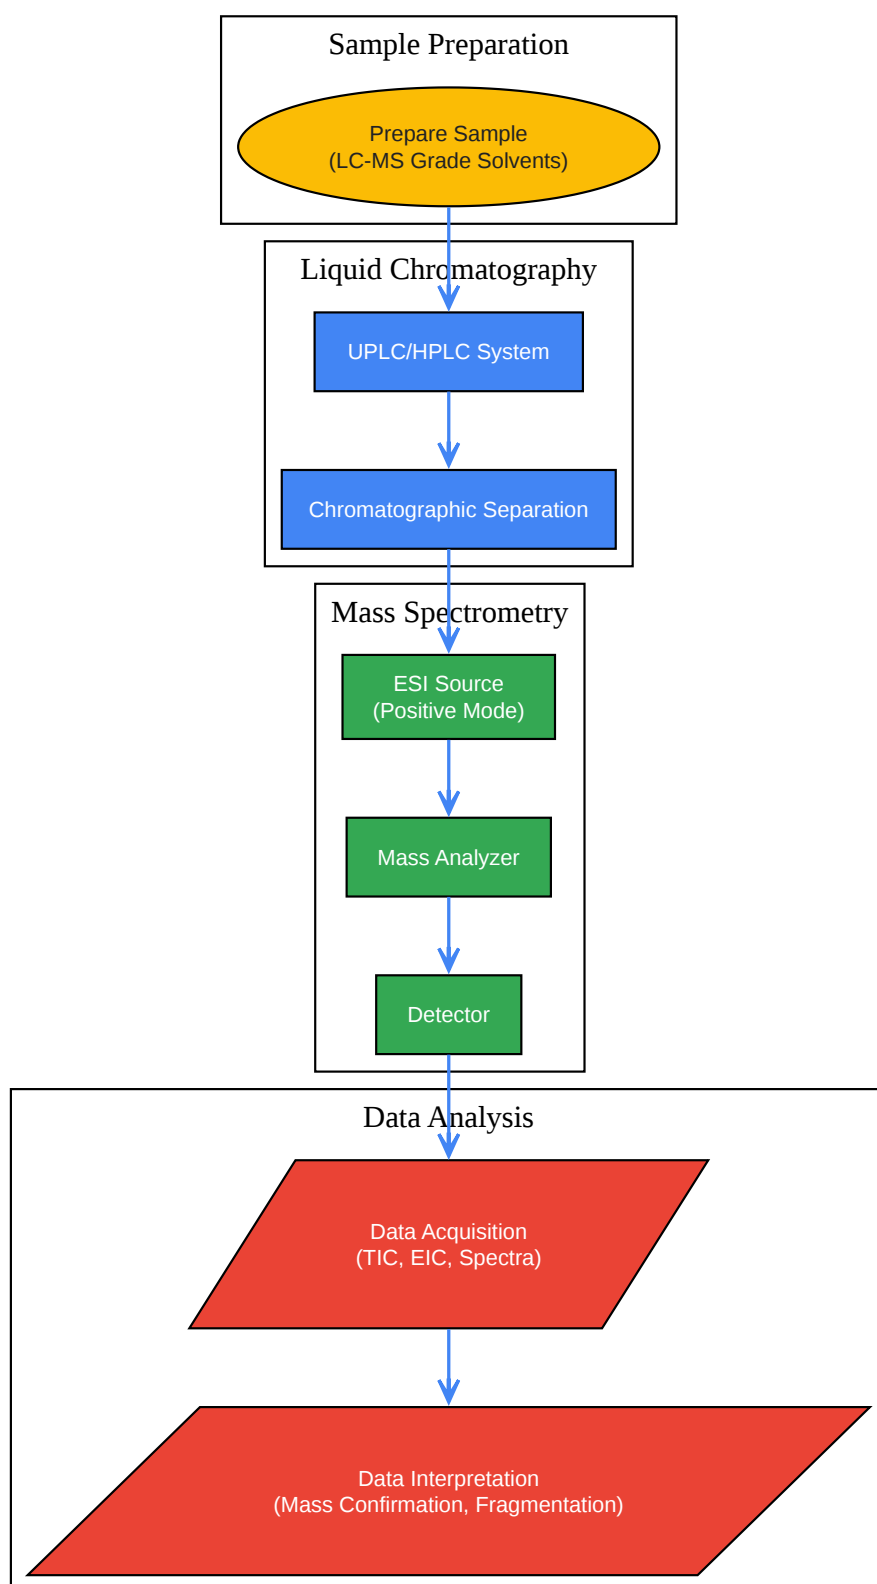 Sample Preparation
Prepare Sample
(LC-MS Grade Solvents)
Liquid Chromatography
UPLC/HPLC System
Chromatographic Separation
Mass Spectrometry
ESI Source
(Positive Mode)
Mass Analyzer
Detector
Data Analysis
Data Acquisition
(TIC, EIC, Spectra)
Data Interpretation
(Mass Confirmation, Fragmentation)